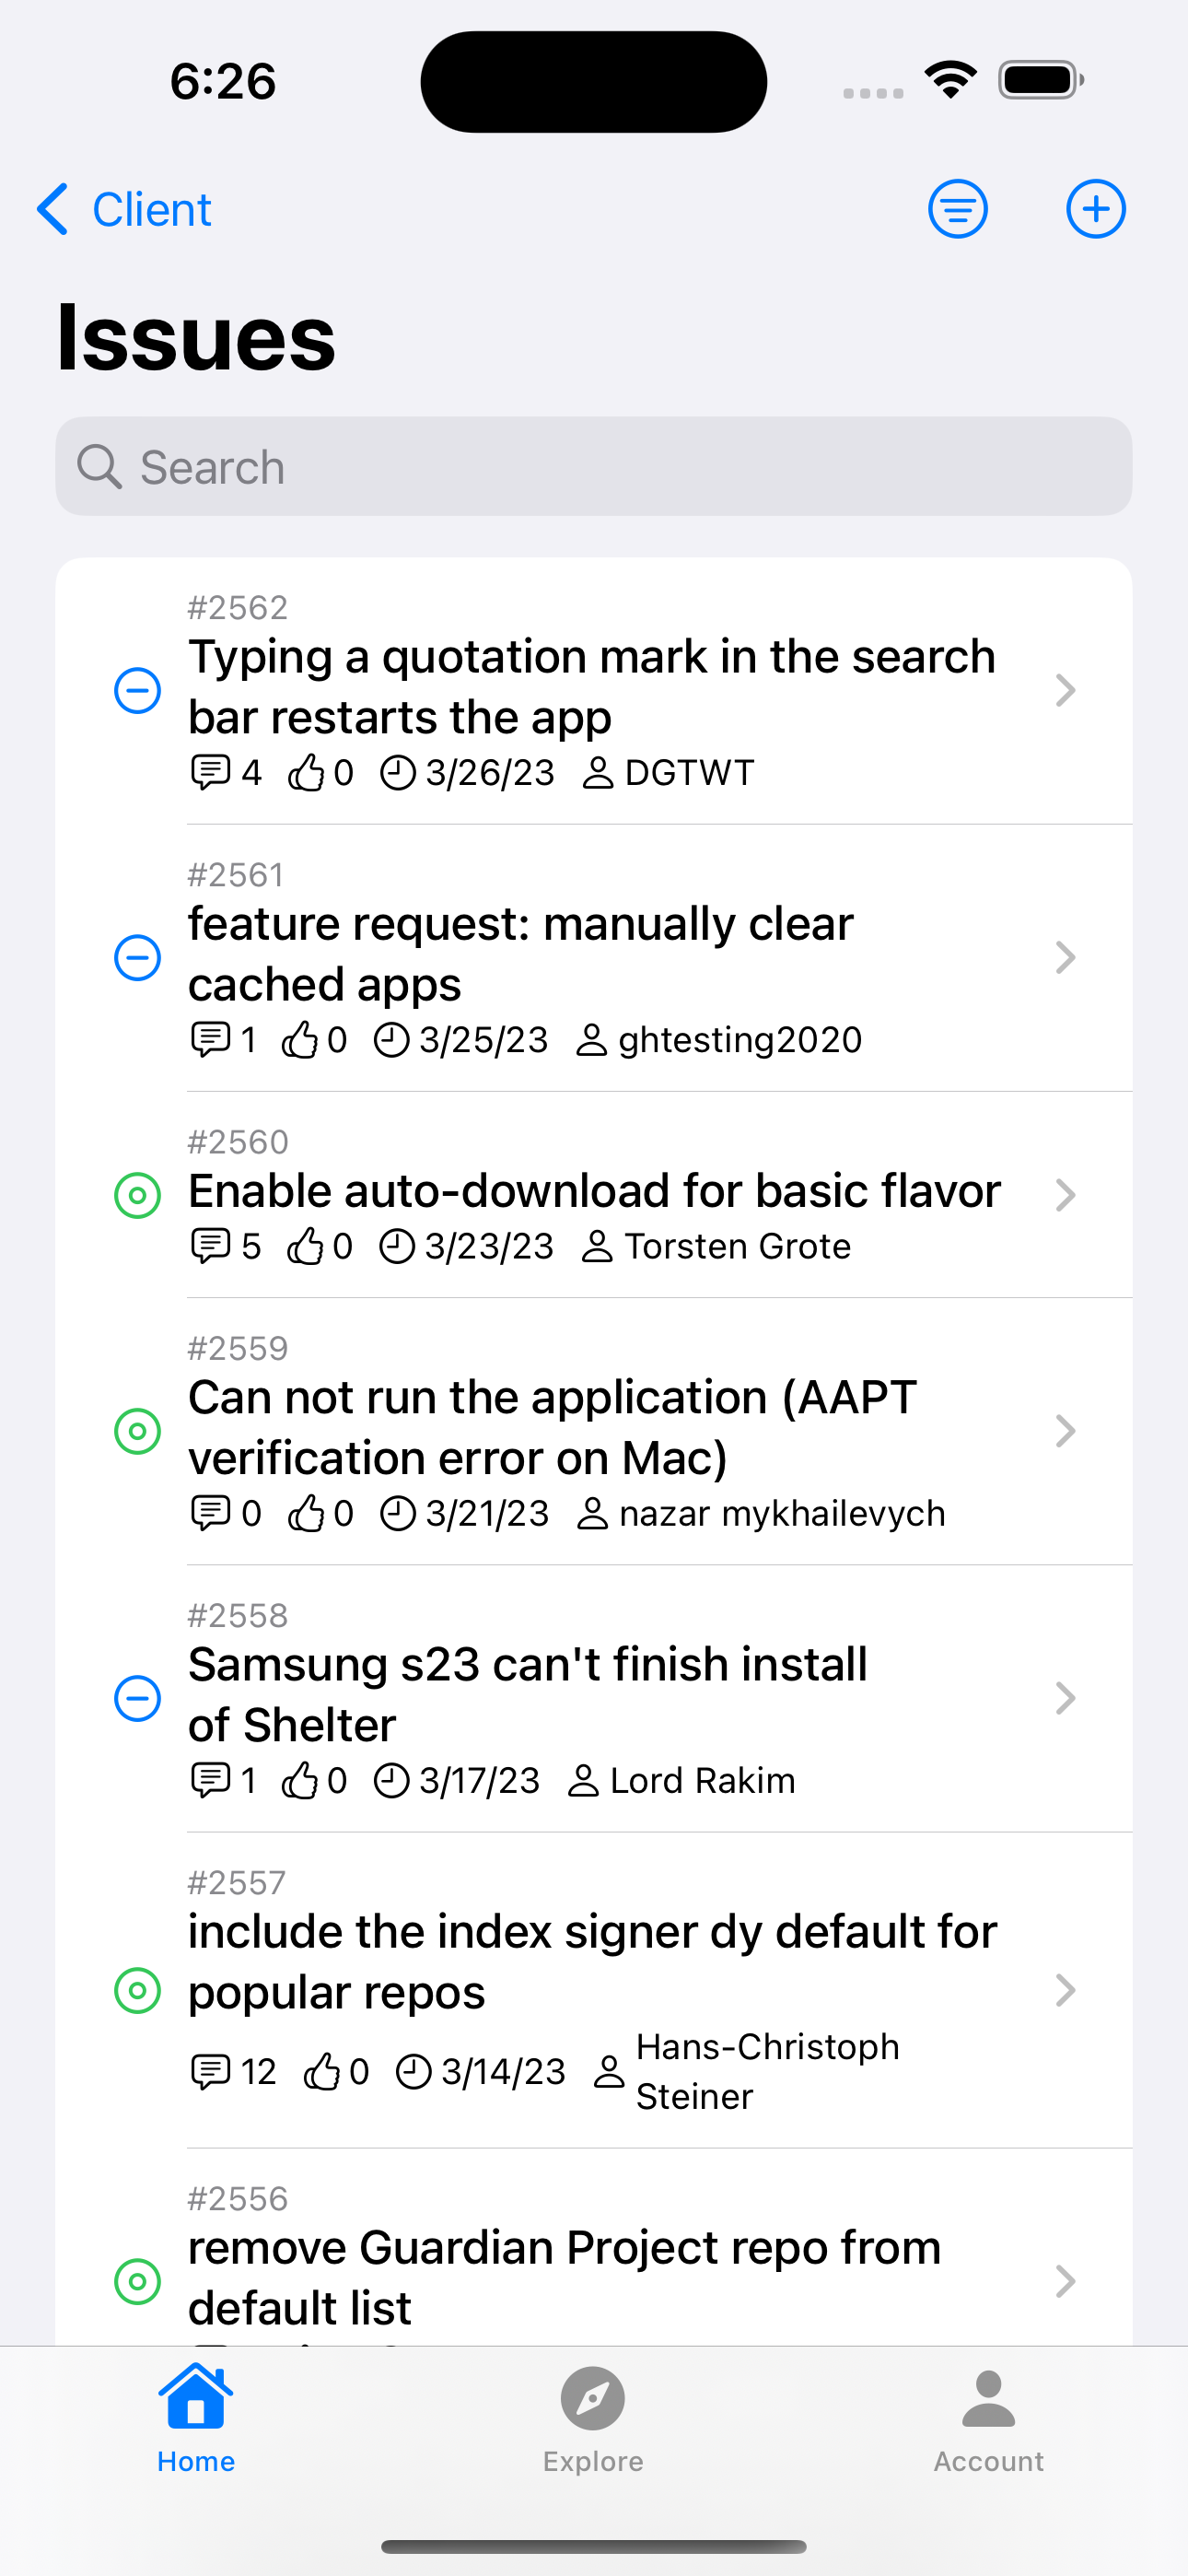 6:26
Client
Issues
Search
#2562
Typing a quotation mark in the search
bar restarts the app
4 0 3/26/23 DGTWT
#2561
feature request: manually clear
cached apps
1 0 3/25/23 ghtesting2020
#2560
Enable auto-download for basic flavor
5 0 3/23/23 Torsten Grote
#2559
Can not run the application (AAPT
verification error on Mac)
0 0 3/21/23 nazar mykhailevych
#2558
Samsung s23 can't finish install
of Shelter
1 0 3/17/23 Lord Rakim
#2557
include the index signer dy default for
popular repos
12 0 3/14/23 Hans-Christoph
Steiner
#2556
remove Guardian Project repo from
default list
Home Explore Account